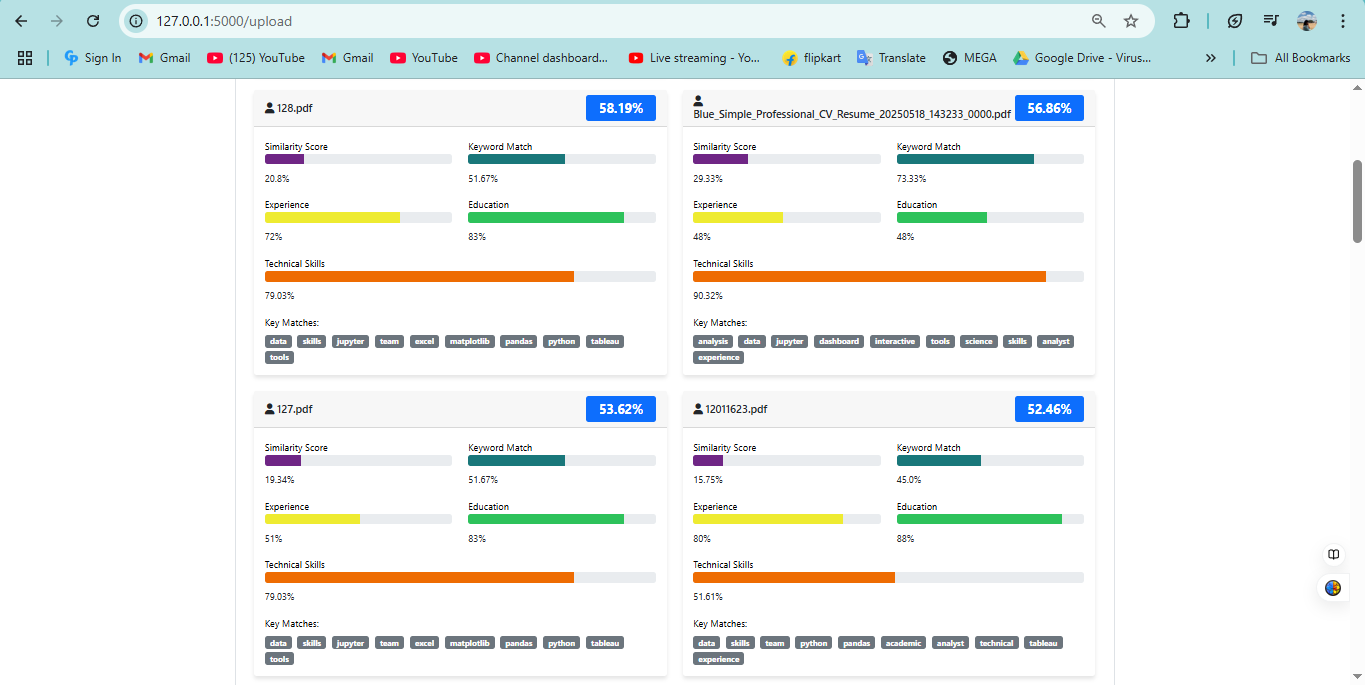 127.0.0.1:5000/upload
Sign In Gmail (125) YouTube Gmail YouTube Channel dashboard... Live streaming - Yo... flipkart Translate MEGA Google Drive - Virus... » All Bookmarks
128.pdf 58.19%
Similarity Score Keyword Match
20.8% 51.67%
Experience Education
72% 83%
Technical Skills
79.03%
Key Matches:
data skills jupyter team excel matplotlib pandas python tableau
tools
Blue_Simple_Professional_CV_Resume_20250518_143233_0000.pdf 56.86%
Similarity Score Keyword Match
29.33% 73.33%
Experience Education
48% 48%
Technical Skills
90.32%
Key Matches:
analysis data jupyter dashboard interactive tools science skills analyst
experience
127.pdf 53.62%
Similarity Score Keyword Match
19.34% 51.67%
Experience Education
51% 83%
Technical Skills
79.03%
Key Matches:
data skills jupyter team excel matplotlib pandas python tableau
tools
12011623.pdf 52.46%
Similarity Score Keyword Match
15.75% 45.0%
Experience Education
80% 88%
Technical Skills
51.61%
Key Matches:
data skills team python pandas academic analyst technical tableau
experience